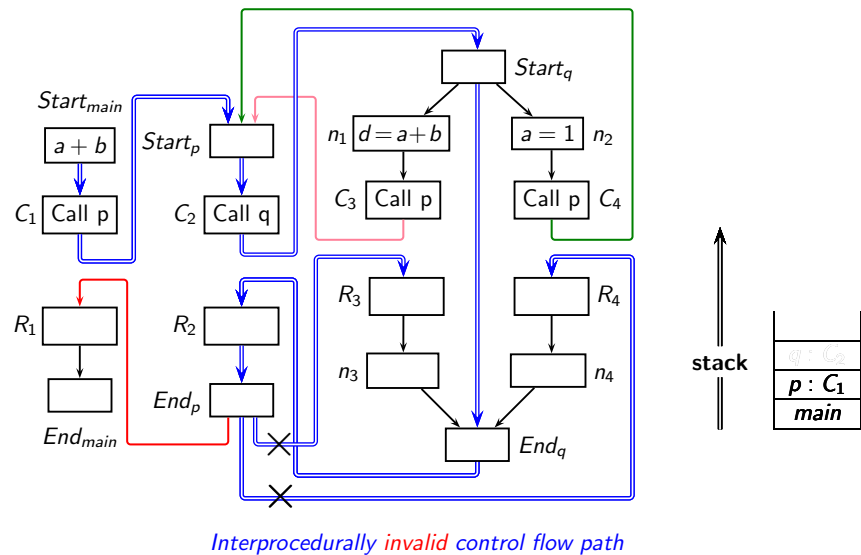 Start_q
Start_main
a + b
Start_p
n_1 d = a + b
a = 1 n_2
C_1 Call p
C_2 Call q
C_3 Call p
Call p C_4
R_1
R_2
R_3
R_4
stack
q : C_2
p : C_1
main
n_3
n_4
End_p
End_main
End_q
Interprocedurally invalid control flow path